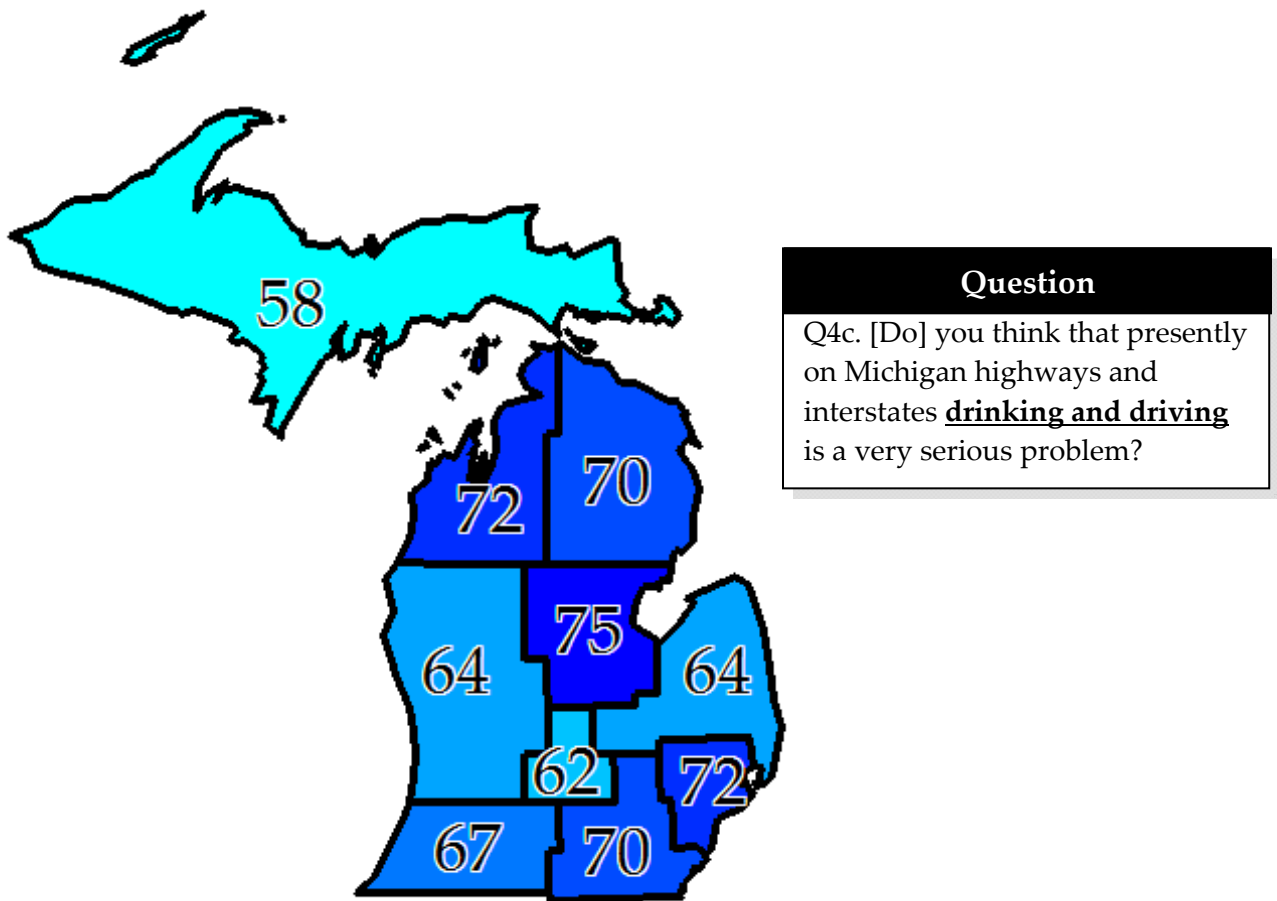 58
Question
Q4c. [Do] you think that presently
on Michigan highways and
interstates drinking and driving
is a very serious problem?
72
70
75
64
64
62
72
67
70